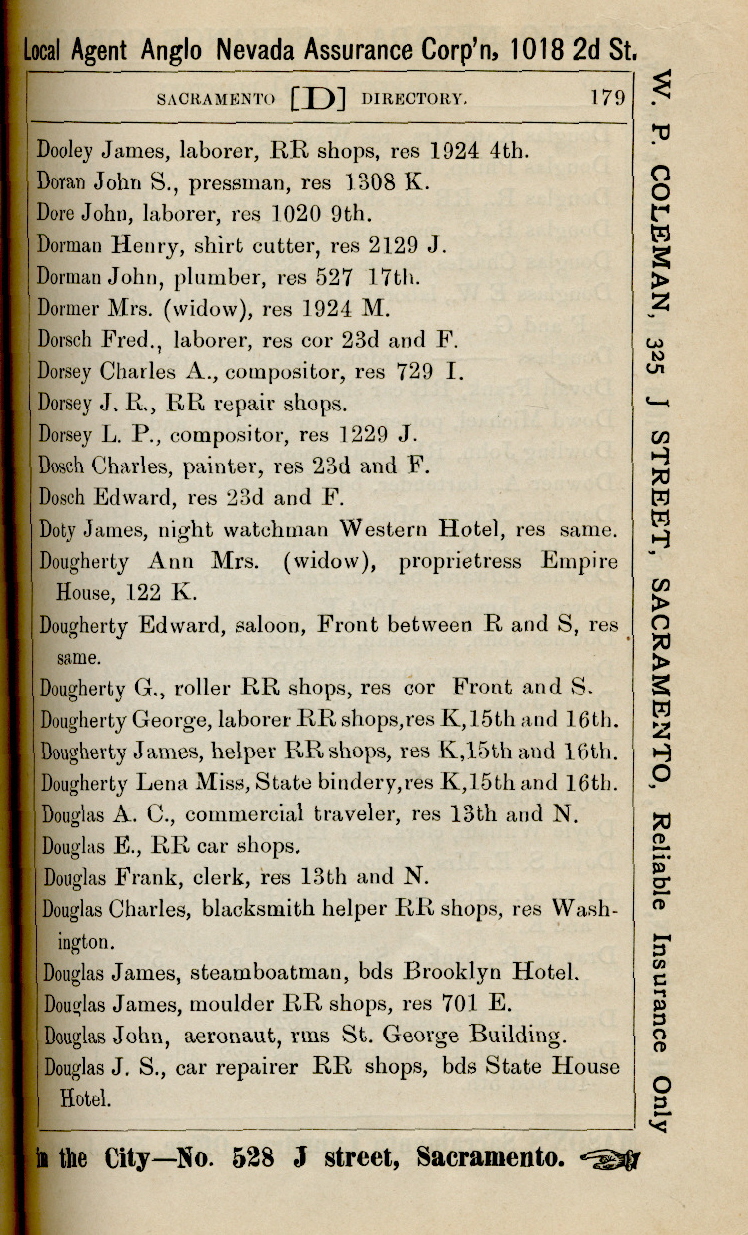 Local Agent Anglo Nevada Assurance Corp'n, 1018 2d St.
SACRAMENTO [D] DIRECTORY. 179
Dooley James, laborer, RR shops, res 1924 4th.
Doran John S., pressman, res 1308 K.
Dore John, laborer, res 1020 9th.
Dorman Henry, shirt cutter, res 2129 J.
Dorman John, plumber, res 527 17th.
Dormer Mrs. (widow), res 1924 M.
Dorsch Fred., laborer, res cor 23d and F.
Dorsey Charles A., compositor, res 729 I.
Dorsey J. R., RR repair shops.
Dorsey L. P., compositor, res 1229 J.
Dosch Charles, painter, res 23d and F.
Dosch Edward, res 23d and F.
Doty James, night watchman Western Hotel, res same.
Dougherty Ann Mrs. (widow), proprietress Empire
House, 122 K.
Dougherty Edward, saloon, Front between R and S, res
same.
Dougherty G., roller RR shops, res cor Front and S.
Dougherty George, laborer RR shops, res K, 15th and 16th.
Dougherty James, helper RR shops, res K, 15th and 16th.
Dougherty Lena Miss, State bindery, res K, 15th and 16th.
Douglas A. C., commercial traveler, res 13th and N.
Douglas E., RR car shops.
Douglas Frank, clerk, res 13th and N.
Douglas Charles, blacksmith helper RR shops, res Wash-
ington.
Douglas James, steamboatman, bds Brooklyn Hotel.
Douglas James, moulder RR shops, res 701 E.
Douglas John, aeronaut, rms St. George Building.
Douglas J. S., car repairer RR shops, bds State House
Hotel.
in the City—No. 528 J street, Sacramento.
W. P. COLEMAN, 325 J STREET, SACRAMENTO, Reliable Insurance Only